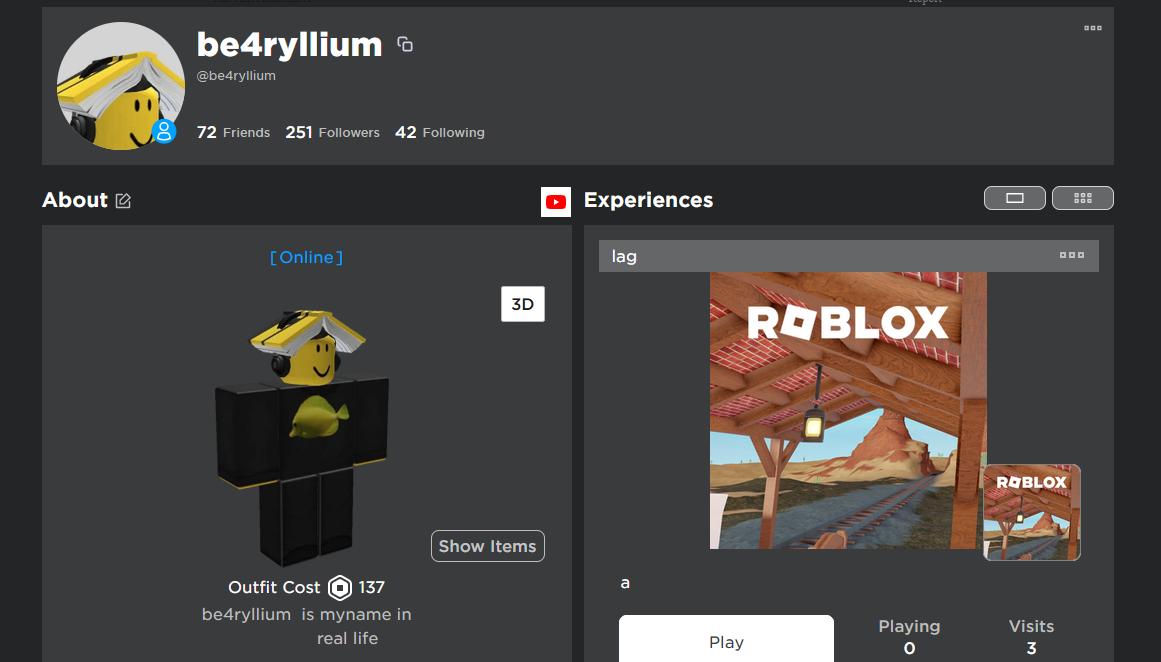 Report
be4ryllium
@be4ryllium
72 Friends 251 Followers 42 Following
About
Experiences
[ Online ]
lag
3D
ROBLOX
ROBLOX
Show Items
a
Outfit Cost 137
be4ryllium is myname in
real life
Play
Playing
0
Visits
3